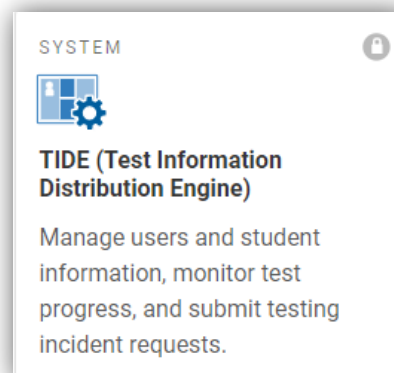 SYSTEM
TIDE (Test Information
Distribution Engine)
Manage users and student
information, monitor test
progress, and submit testing
incident requests.